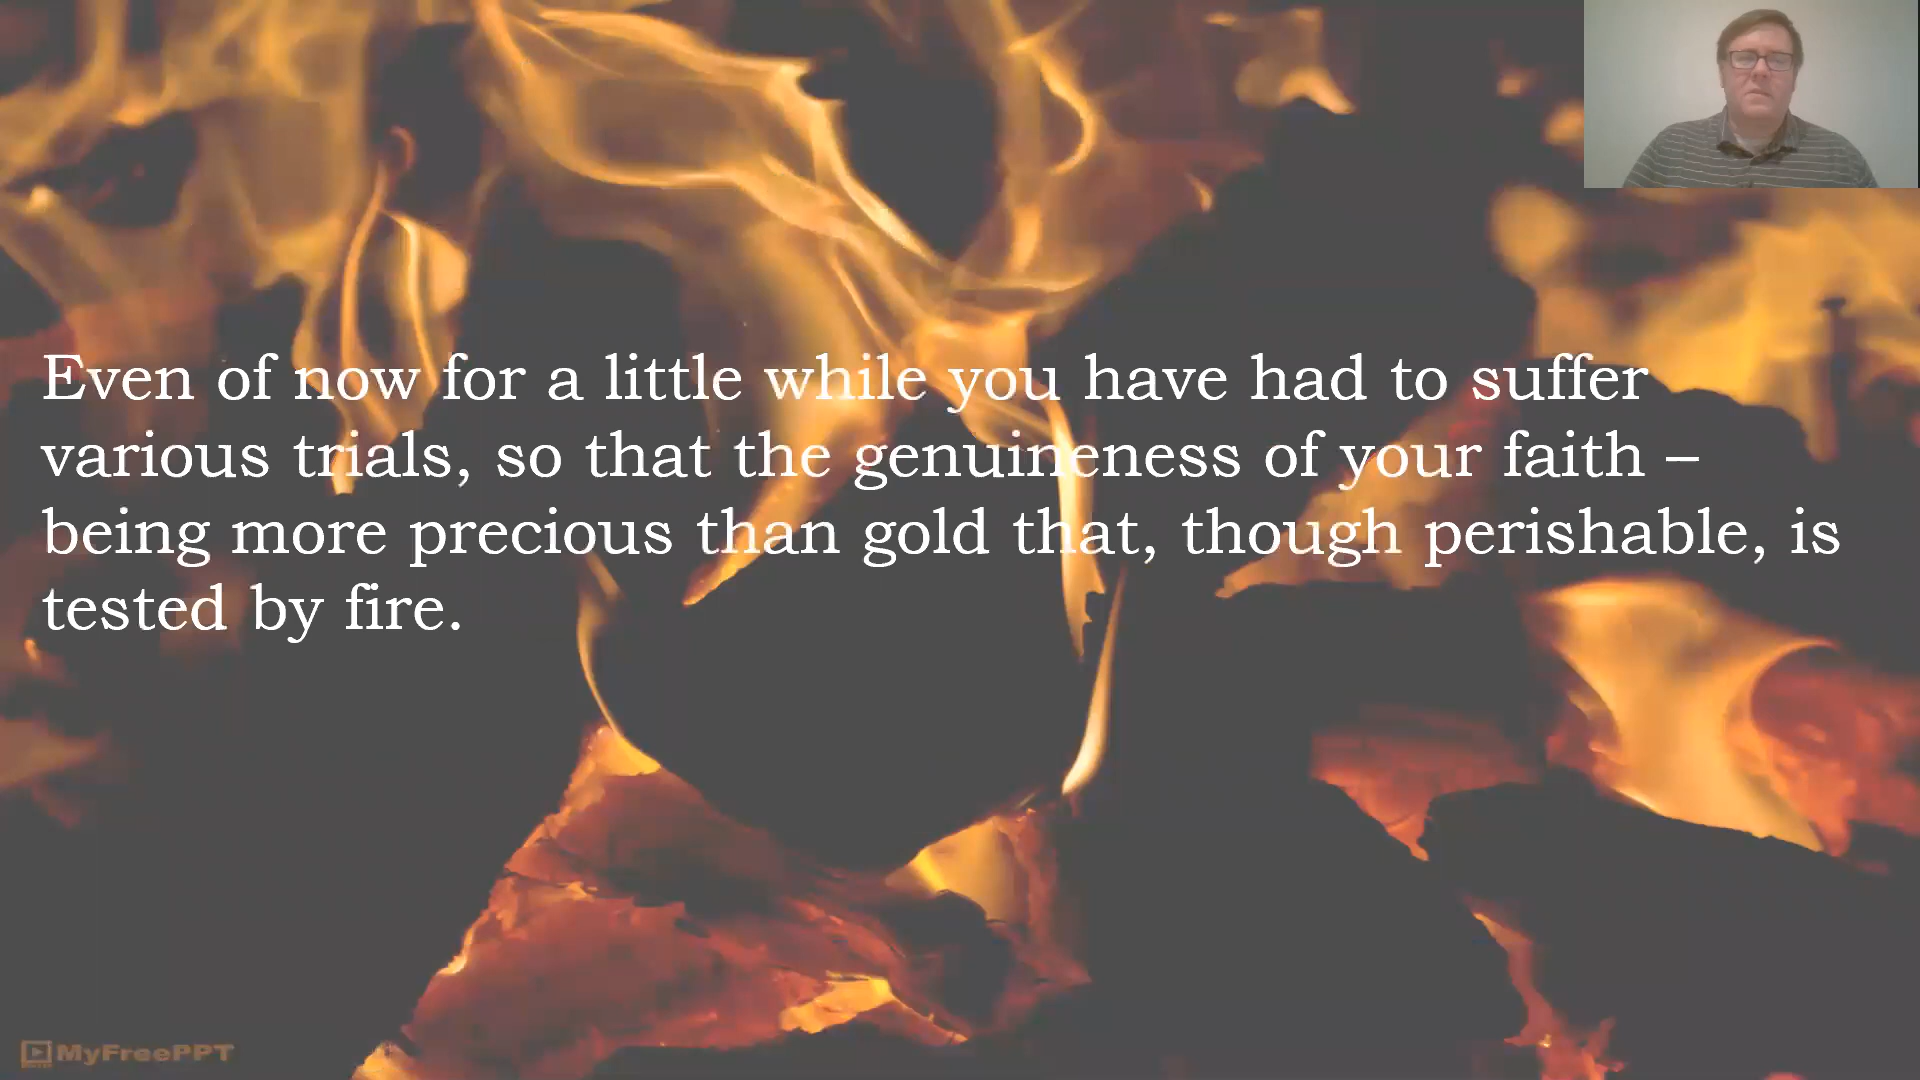 Even of now for a little while you have had to suffer
various trials, so that the genuineness of your faith –
being more precious than gold that, though perishable, is
tested by fire.
MyFreePPT